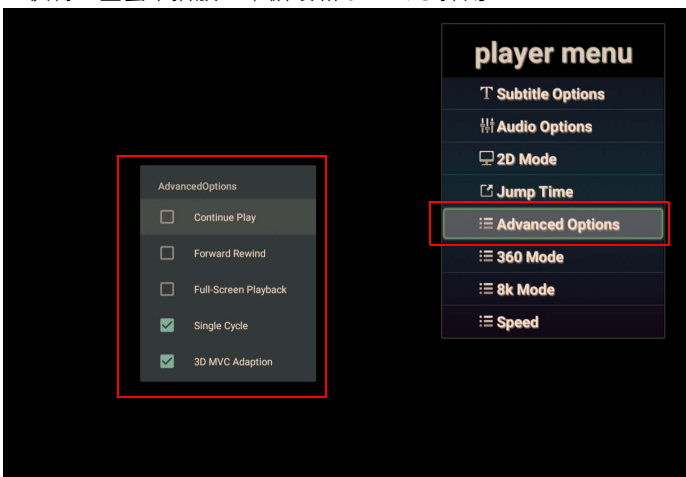 player menu
Subtitle Options
Audio Options
2D Mode
Jump Time
Advanced Options
360 Mode
8k Mode
Speed
AdvancedOptions
Continue Play
Forward Rewind
Full-Screen Playback
Single Cycle
3D MVC Adaption